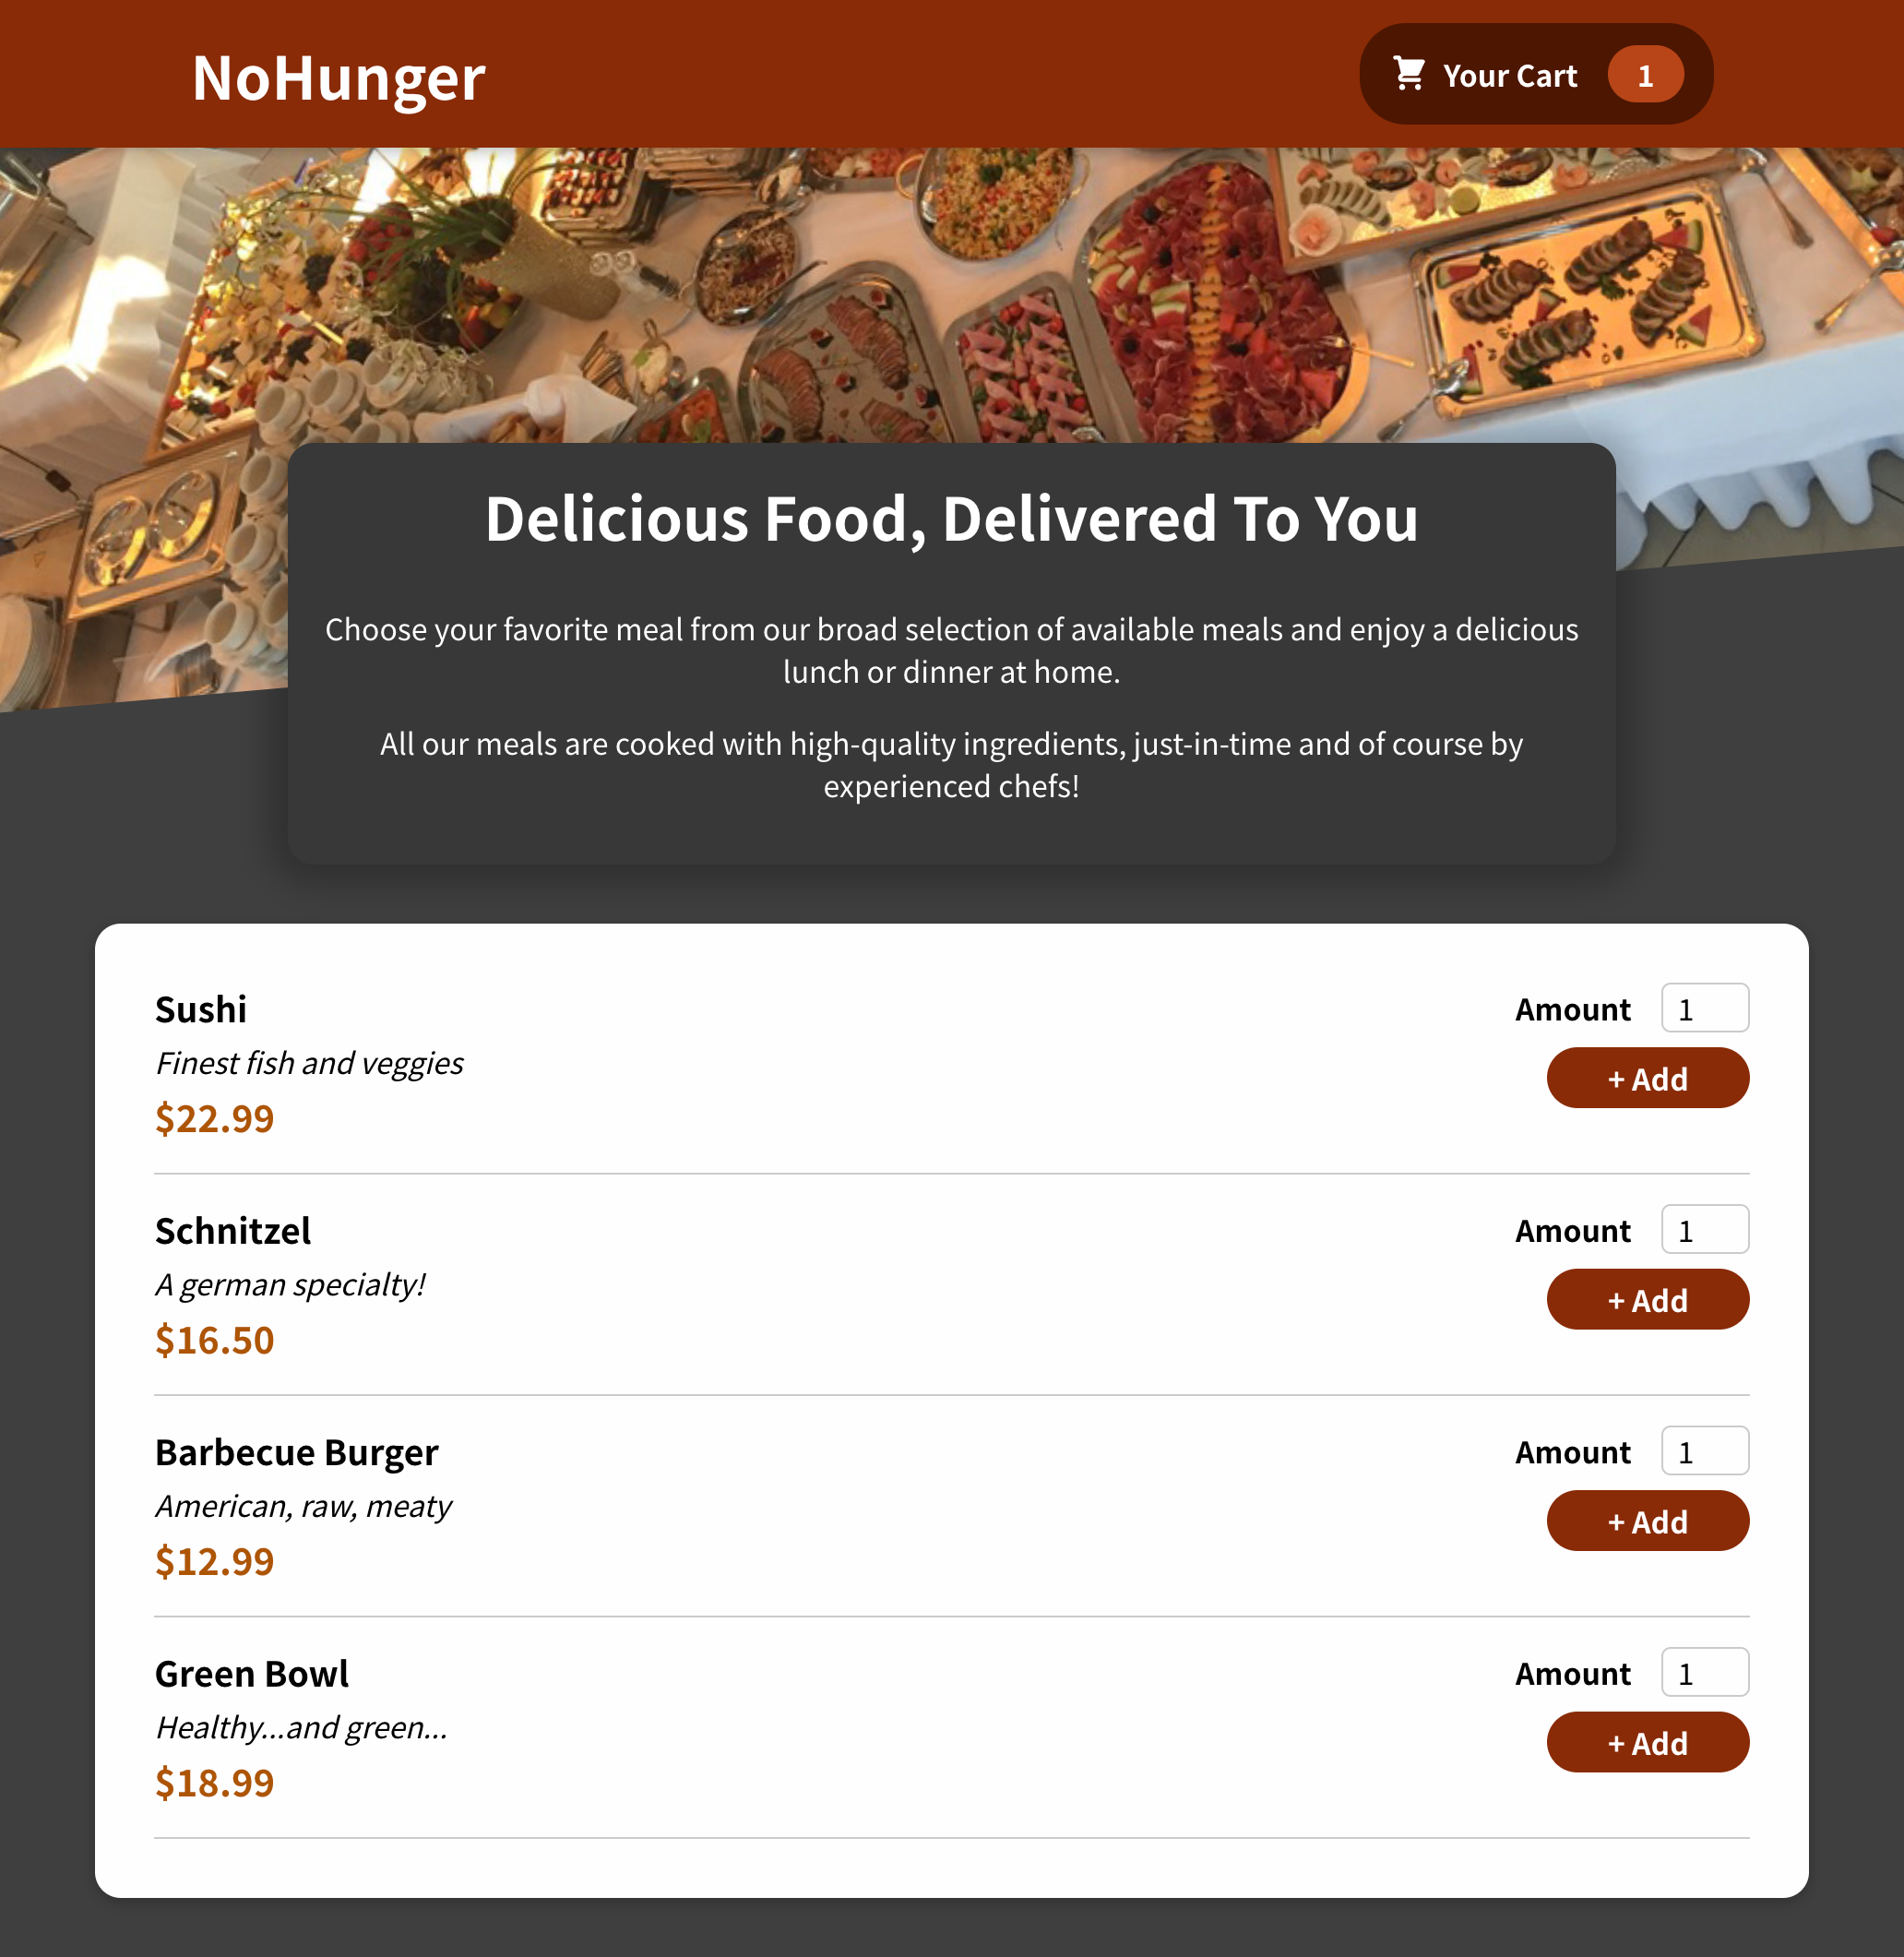 NoHunger
Your Cart 1
Delicious Food, Delivered To You
Choose your favorite meal from our broad selection of available meals and enjoy a delicious
lunch or dinner at home.
All our meals are cooked with high-quality ingredients, just-in-time and of course by
experienced chefs!
Sushi
Finest fish and veggies
$22.99
Amount 1
+ Add
Schnitzel
A german specialty!
$16.50
Amount 1
+ Add
Barbecue Burger
American, raw, meaty
$12.99
Amount 1
+ Add
Green Bowl
Healthy...and green...
$18.99
Amount 1
+ Add